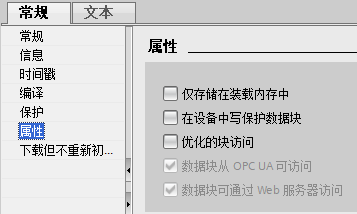 常规 文本
常规
信息
时间戳
编译
保护
属性
下载但不重新初...
属性
仅存储在装载内存中
在设备中写保护数据块
优化的块访问
数据块从 OPC UA 可访问
数据块可通过 Web 服务器访问